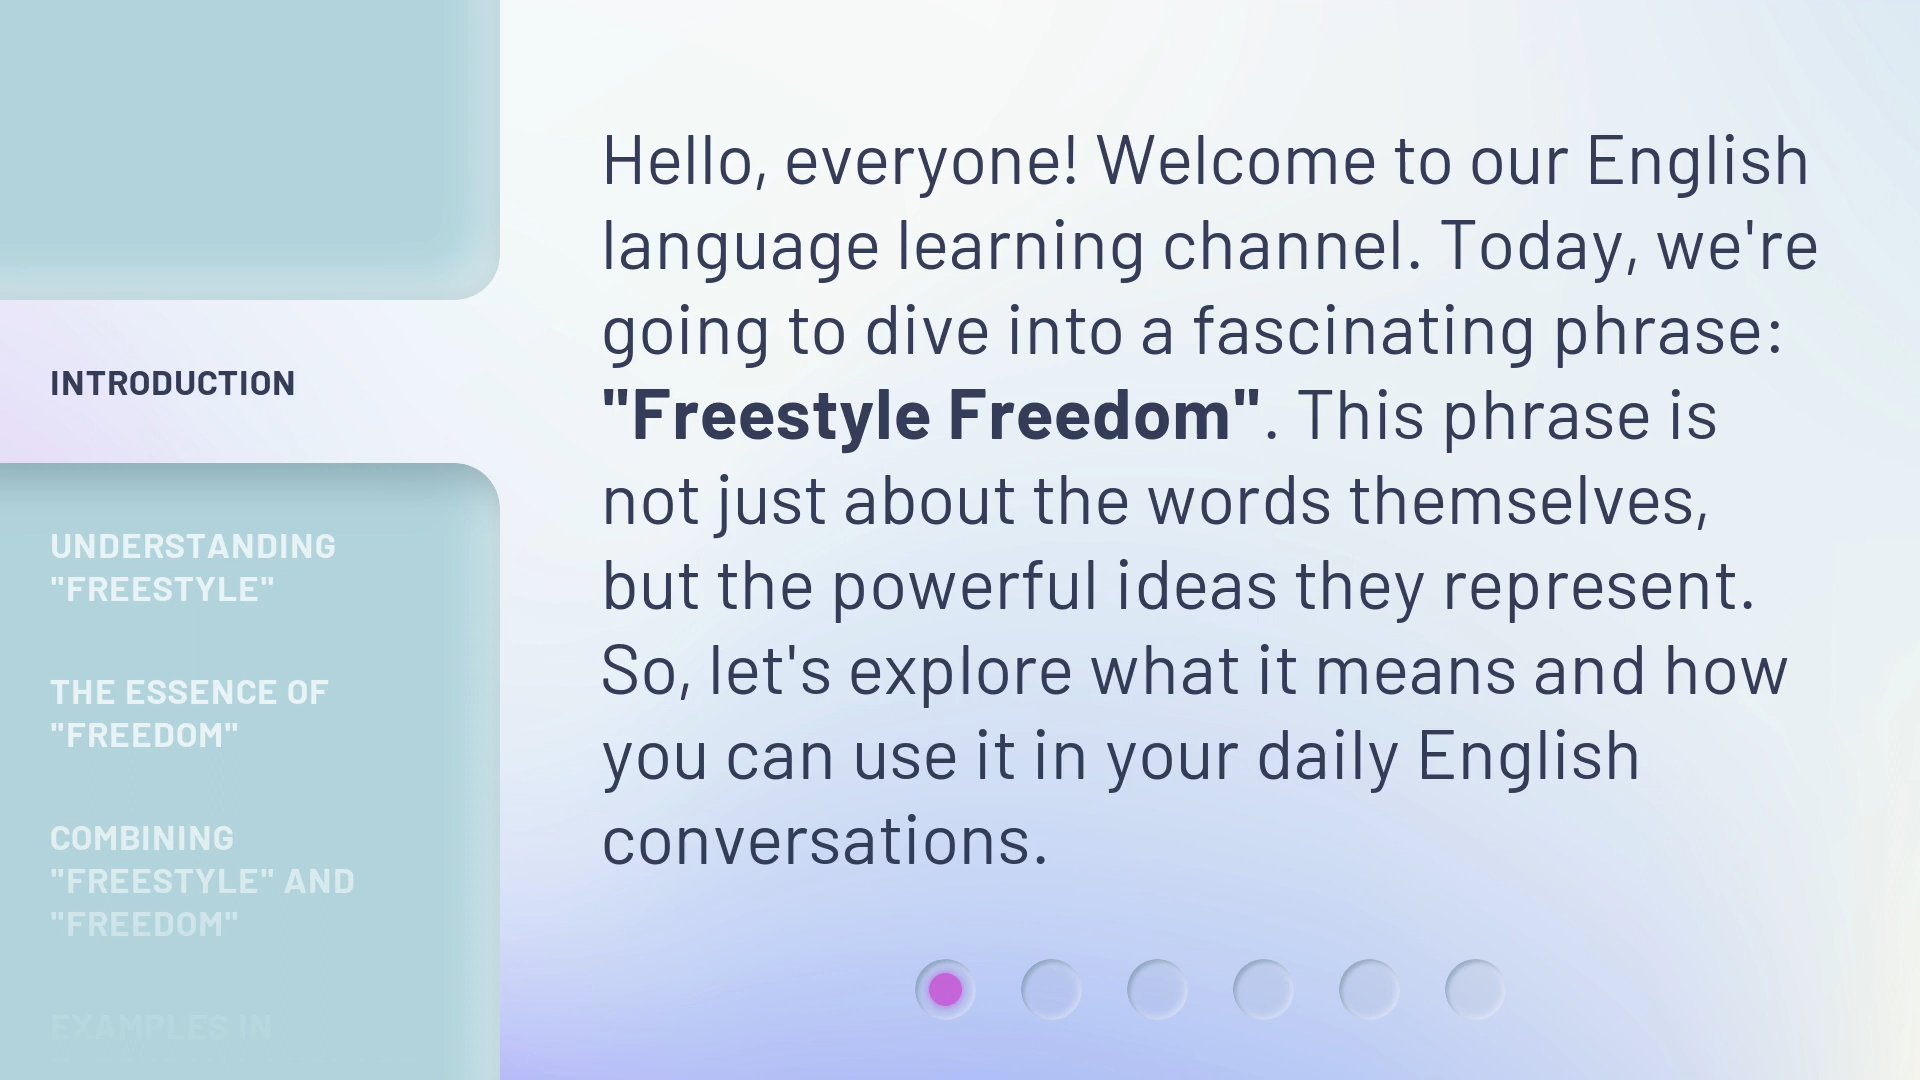 INTRODUCTION
UNDERSTANDING
"FREESTYLE"
THE ESSENCE OF
"FREEDOM"
COMBINING
"FREESTYLE" AND
"FREEDOM"
EXAMPLES IN
Hello, everyone! Welcome to our English
language learning channel. Today, we're
going to dive into a fascinating phrase:
"Freestyle Freedom". This phrase is
not just about the words themselves,
but the powerful ideas they represent.
So, let's explore what it means and how
you can use it in your daily English
conversations.